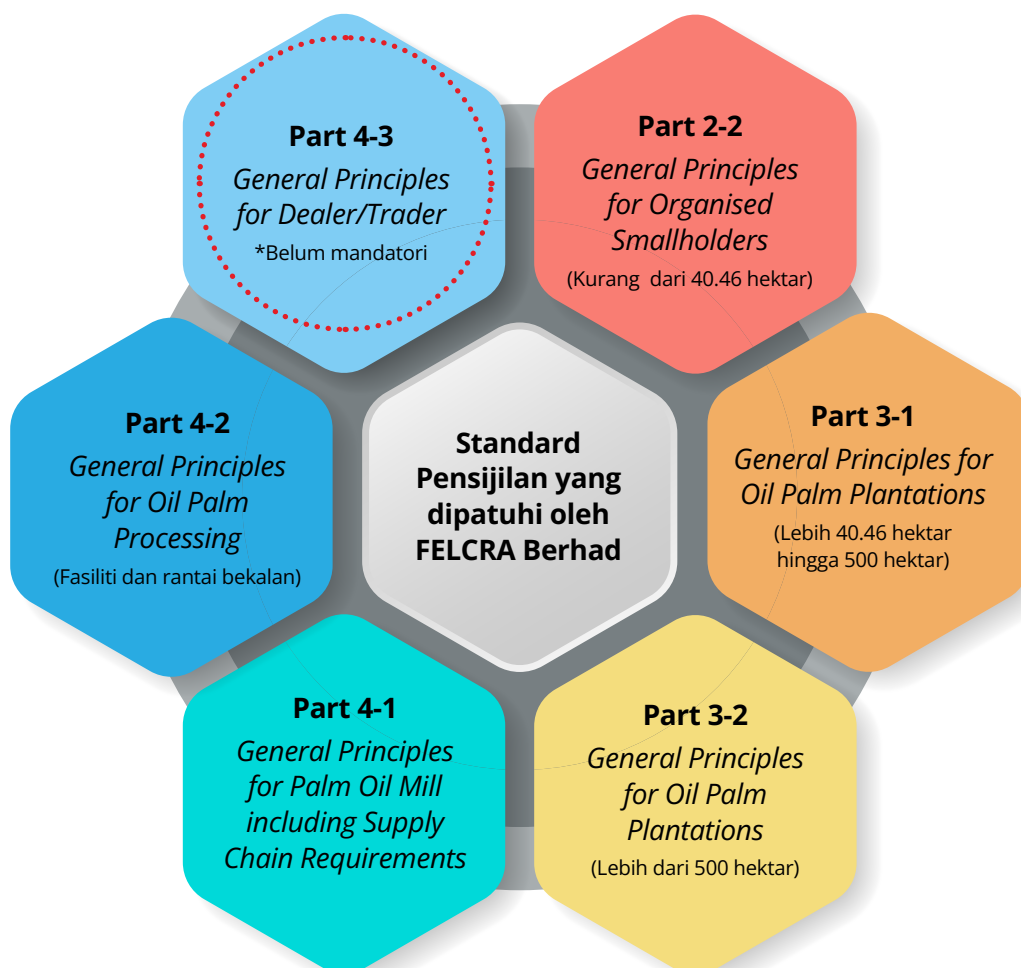 Part 4-3
General Principles
for Dealer/Trader
*Belum mandatori
Part 2-2
General Principles
for Organised
Smallholders
(Kurang dari 40.46 hektar)
Part 4-2
General Principles
for Oil Palm
Processing
(Fasiliti dan rantai bekalan)
Standard
Pensijilan yang
dipatuhi oleh
FELCRA Berhad
Part 3-1
General Principles for
Oil Palm Plantations
(Lebih 40.46 hektar
hingga 500 hektar)
Part 4-1
General Principles
for Palm Oil Mill
including Supply
Chain Requirements
Part 3-2
General Principles
for Oil Palm
Plantations
(Lebih dari 500 hektar)